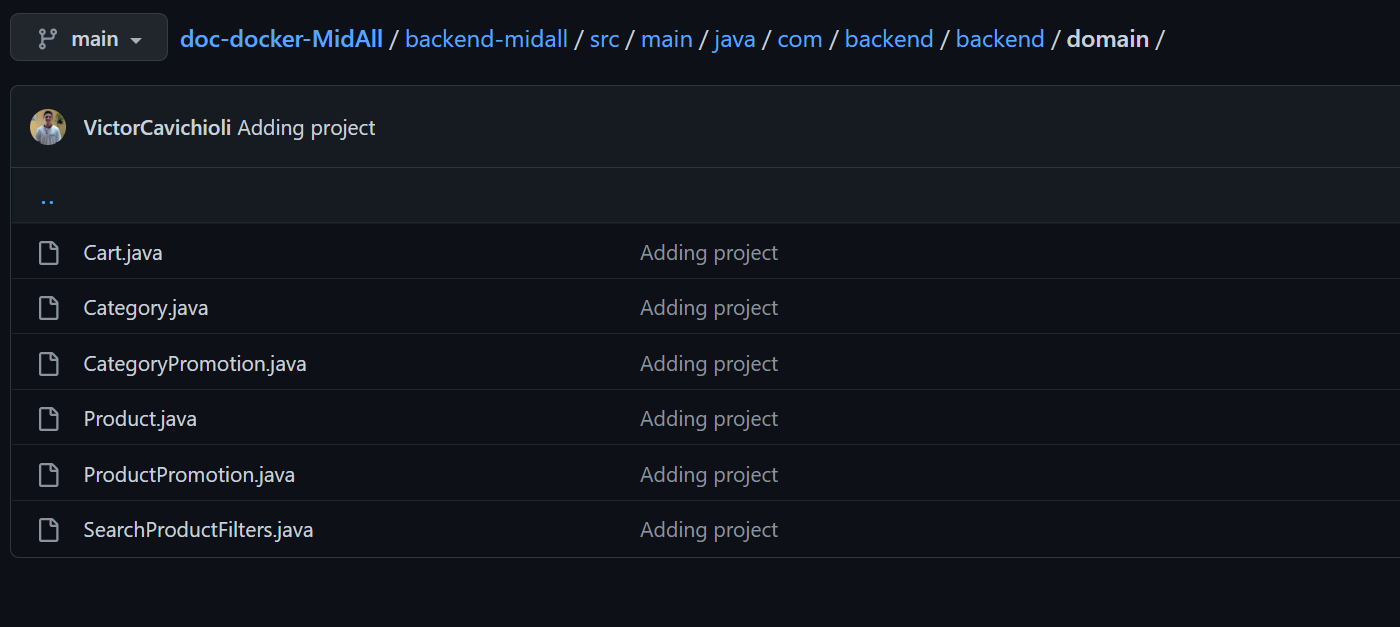 main doc-docker-MidAll / backend-midall / src / main / java / com / backend / backend / domain /
VictorCavichioli Adding project
..
Cart.java Adding project
Category.java Adding project
CategoryPromotion.java Adding project
Product.java Adding project
ProductPromotion.java Adding project
SearchProductFilters.java Adding project